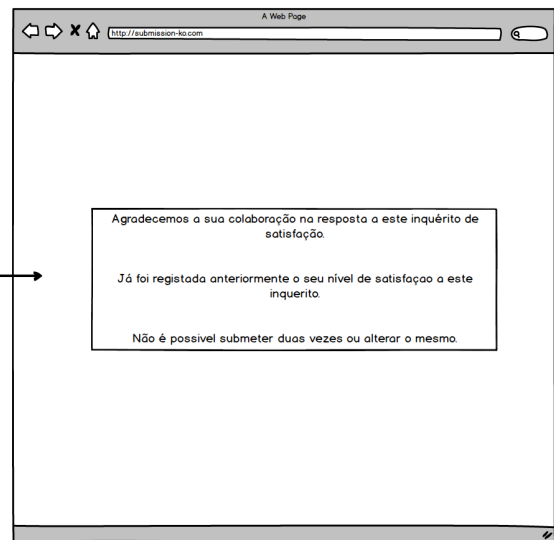 A Web Page
http://submission-ko.com
Agradecemos a sua colaboração na resposta a este inquérito de
satisfação.
Já foi registada anteriormente o seu nível de satisfaçao a este
inquerito.
Não é possivel submeter duas vezes ou alterar o mesmo.